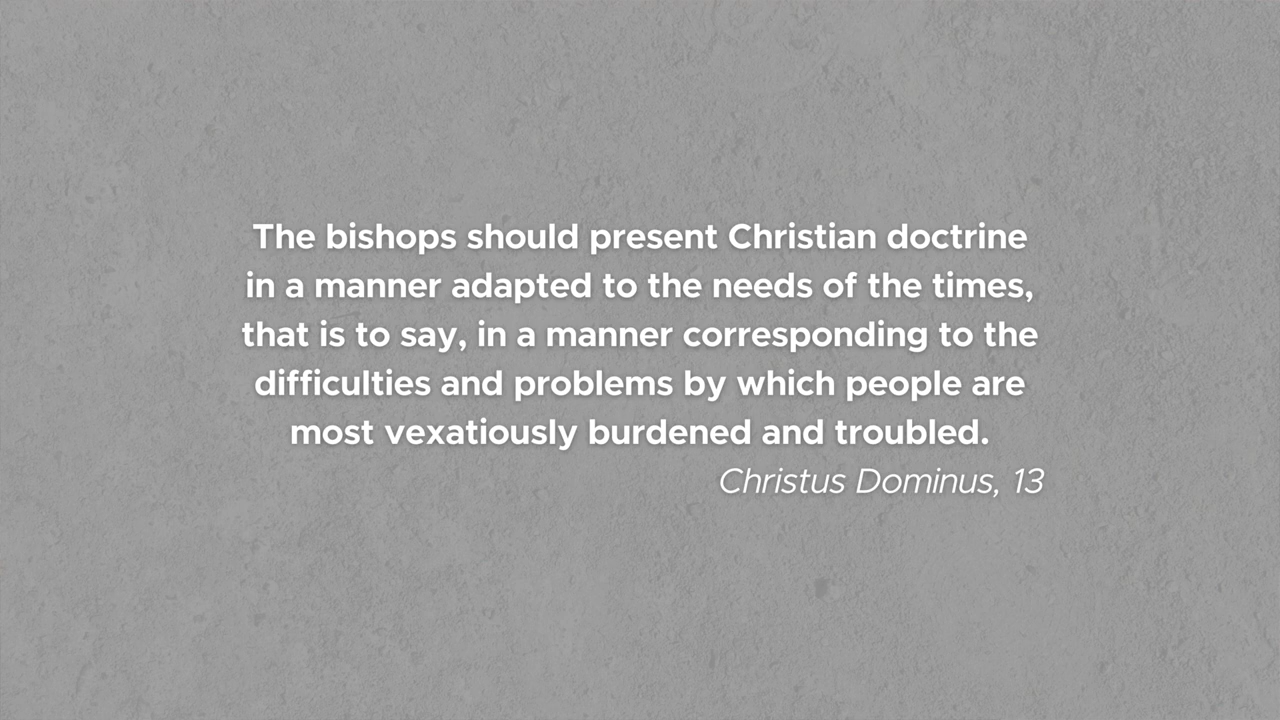 The bishops should present Christian doctrine
in a manner adapted to the needs of the times,
that is to say, in a manner corresponding to the
difficulties and problems by which people are
most vexatiously burdened and troubled.
Christus Dominus, 13